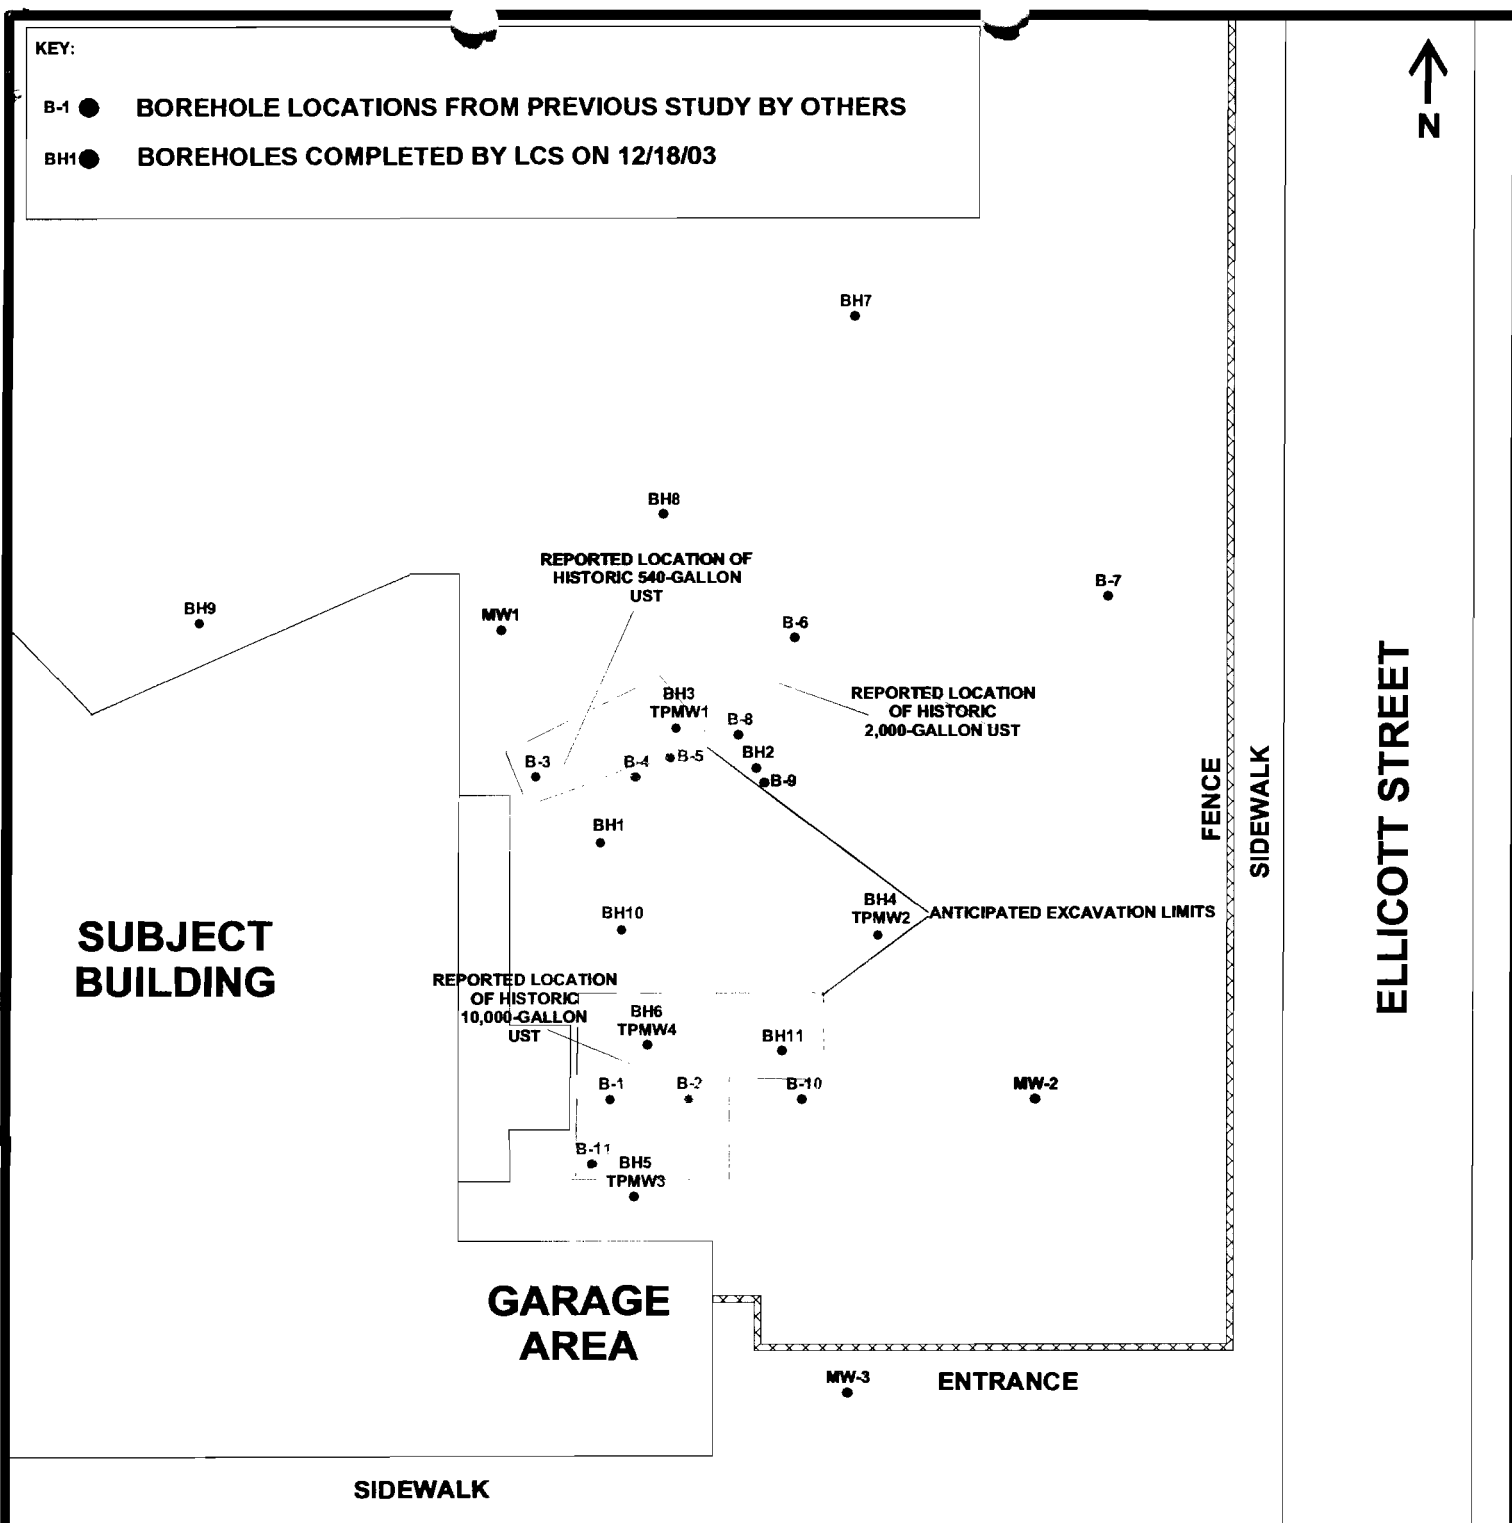 KEY:
B-1 BOREHOLE LOCATIONS FROM PREVIOUS STUDY BY OTHERS
BH1 BOREHOLES COMPLETED BY LCS ON 12/18/03
N
BH7
BH8
REPORTED LOCATION OF
HISTORIC 540-GALLON
UST
B-7
BH9
MW1
B-6
REPORTED LOCATION
OF HISTORIC
2,000-GALLON UST
BH3
TPMW1
B-8
BH2
B-3
B-4
B-5
B-9
FENCE
SIDEWALK
ELLICOTT STREET
BH1
BH10
BH4
TPMW2
ANTICIPATED EXCAVATION LIMITS
SUBJECT
BUILDING
REPORTED LOCATION
OF HISTORIC
10,000-GALLON
UST
BH6
TPMW4
BH11
B-1
B-2
B-10
MW-2
B-11
BH5
TPMW3
GARAGE
AREA
MW-3
ENTRANCE
SIDEWALK